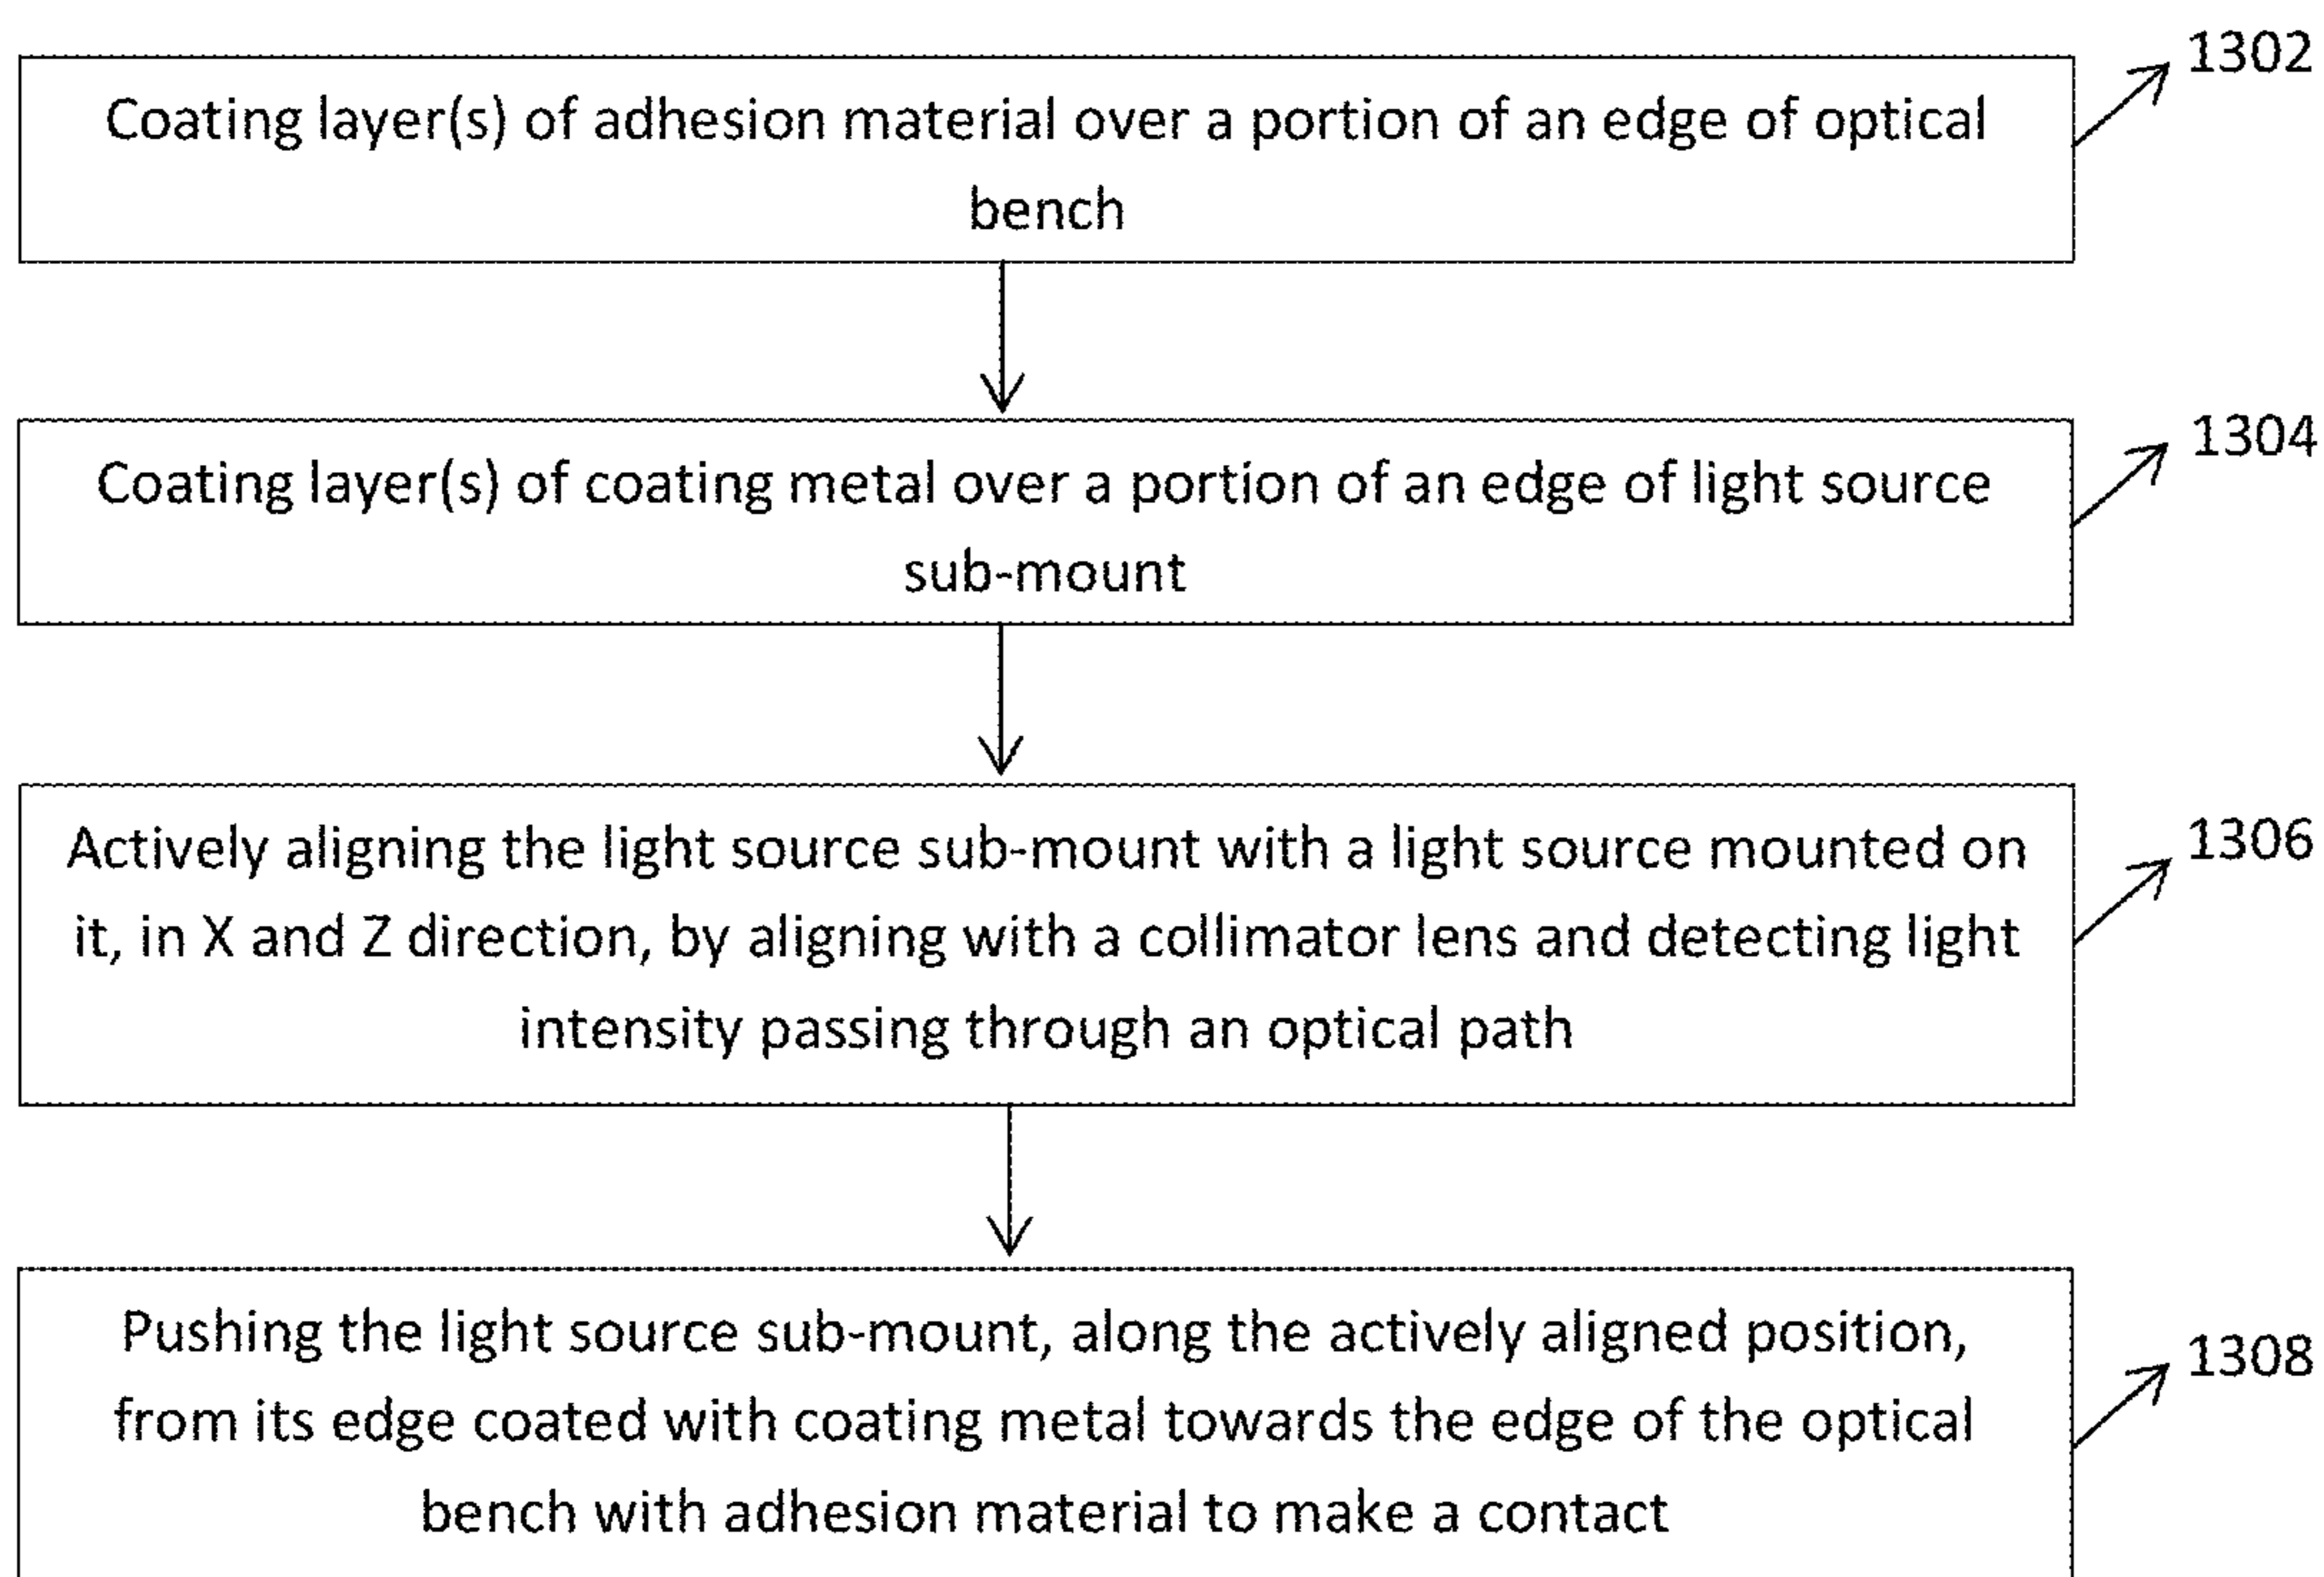 1302
Coating layer(s) of adhesion material over a portion of an edge of optical
bench
1304
Coating layer(s) of coating metal over a portion of an edge of light source
sub-mount
1306
Actively aligning the light source sub-mount with a light source mounted on
it, in X and Z direction, by aligning with a collimator lens and detecting light
intensity passing through an optical path
1308
Pushing the light source sub-mount, along the actively aligned position,
from its edge coated with coating metal towards the edge of the optical
bench with adhesion material to make a contact